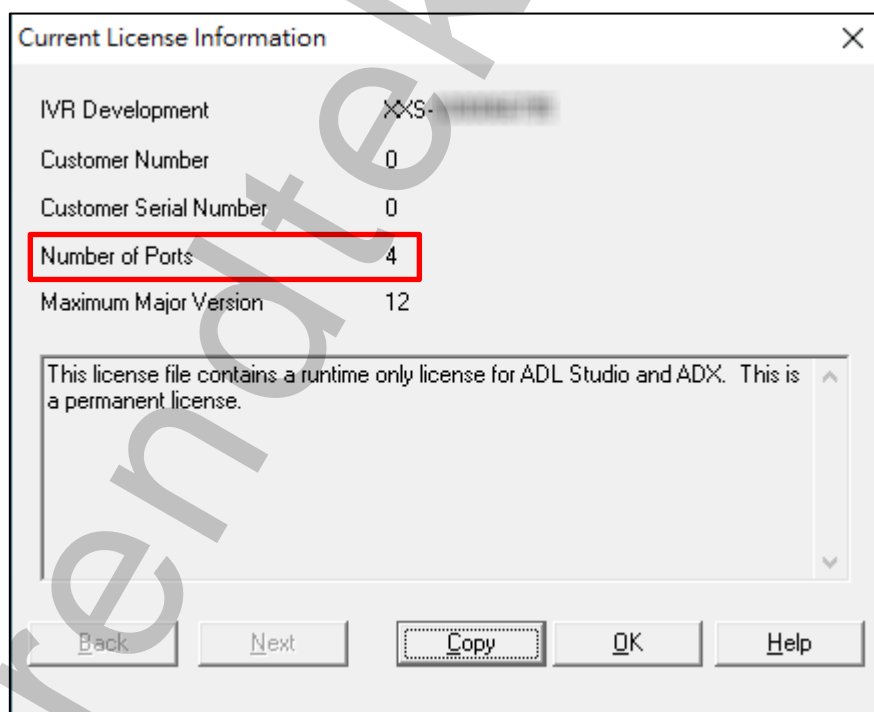 Current License Information
IVR Development XXS-
Customer Number 0
Customer Serial Number 0
Number of Ports 4
Maximum Major Version 12
This license file contains a runtime only license for ADL Studio and ADX. This is
a permanent license.
Back Next Copy OK Help
rendtek